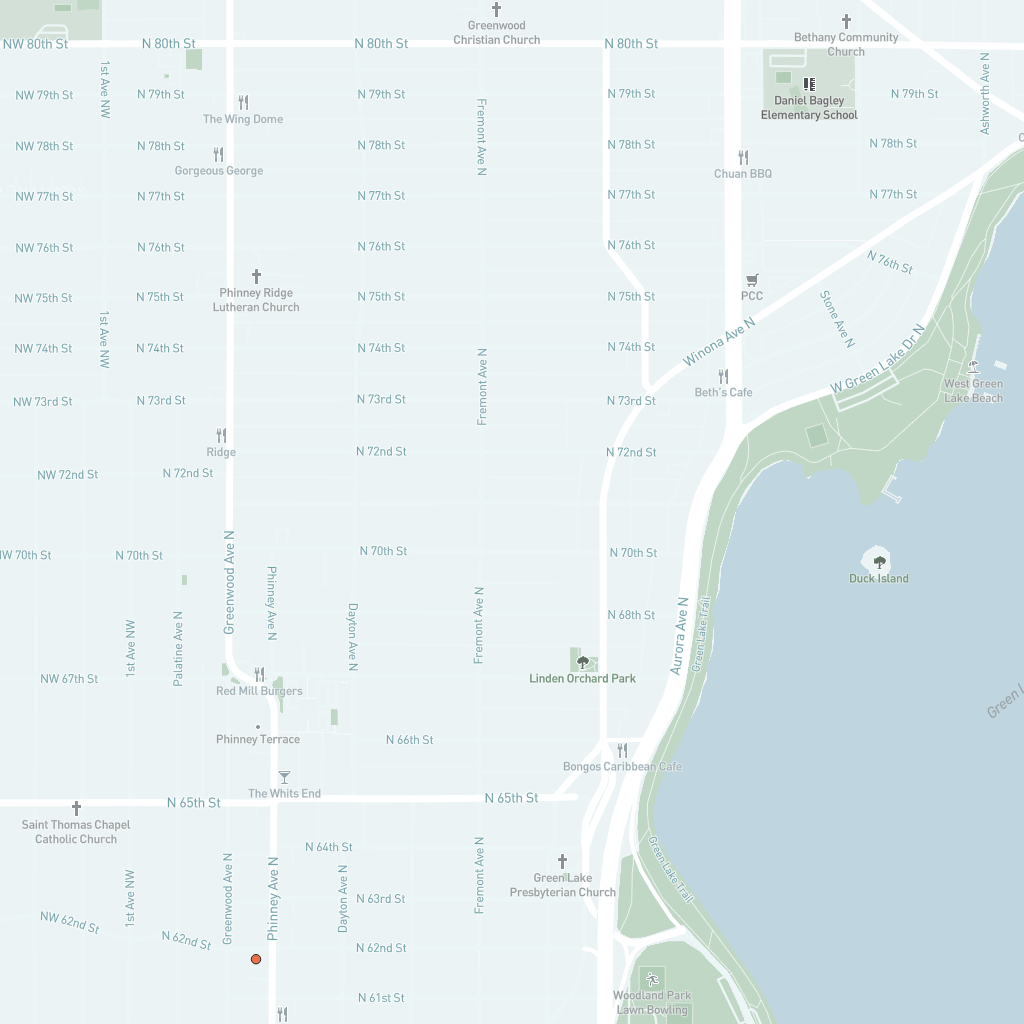 Greenwood
Christian Church
Bethany Community
Church
NW 80th St
N 80th St
N 80th St
N 80th St
1st Ave NW
Ashworth Ave N
NW 79th St
N 79th St
N 79th St
N 79th St
N 79th St
Daniel Bagley
Elementary School
The Wing Dome
Fremont Ave N
NW 78th St
N 78th St
N 78th St
N 78th St
N 78th St
Gorgeous George
Chuan BBQ
NW 77th St
N 77th St
N 77th St
N 77th St
N 77th St
NW 76th St
N 76th St
N 76th St
N 76th St
N 76th St
Phinney Ridge
Lutheran Church
PCC
NW 75th St
N 75th St
N 75th St
N 75th St
Stone Ave N
1st Ave NW
Winona Ave N
NW 74th St
N 74th St
N 74th St
N 74th St
W Green Lake Dr N
Fremont Ave N
West Green
Lake Beach
Beth's Cafe
NW 73rd St
N 73rd St
N 73rd St
N 73rd St
Ridge
NW 72nd St
N 72nd St
N 72nd St
N 72nd St
NW 70th St
N 70th St
N 70th St
N 70th St
Greenwood Ave N
Phinney Ave N
Duck Island
Fremont Ave N
N 68th St
1st Ave NW
Palatine Ave N
Dayton Ave N
Aurora Ave N
Green Lake Trail
NW 67th St
Linden Orchard Park
Red Mill Burgers
Phinney Terrace
N 66th St
Bongos Caribbean Cafe
The Whits End
N 65th St
N 65th St
Saint Thomas Chapel
Catholic Church
N 64th St
Green Lake Trail
Green Lake
Presbyterian Church
1st Ave NW
Greenwood Ave N
Phinney Ave N
Dayton Ave N
Fremont Ave N
N 63rd St
NW 62nd St
N 62nd St
N 62nd St
N 61st St
Woodland Park
Lawn Bowling
Green